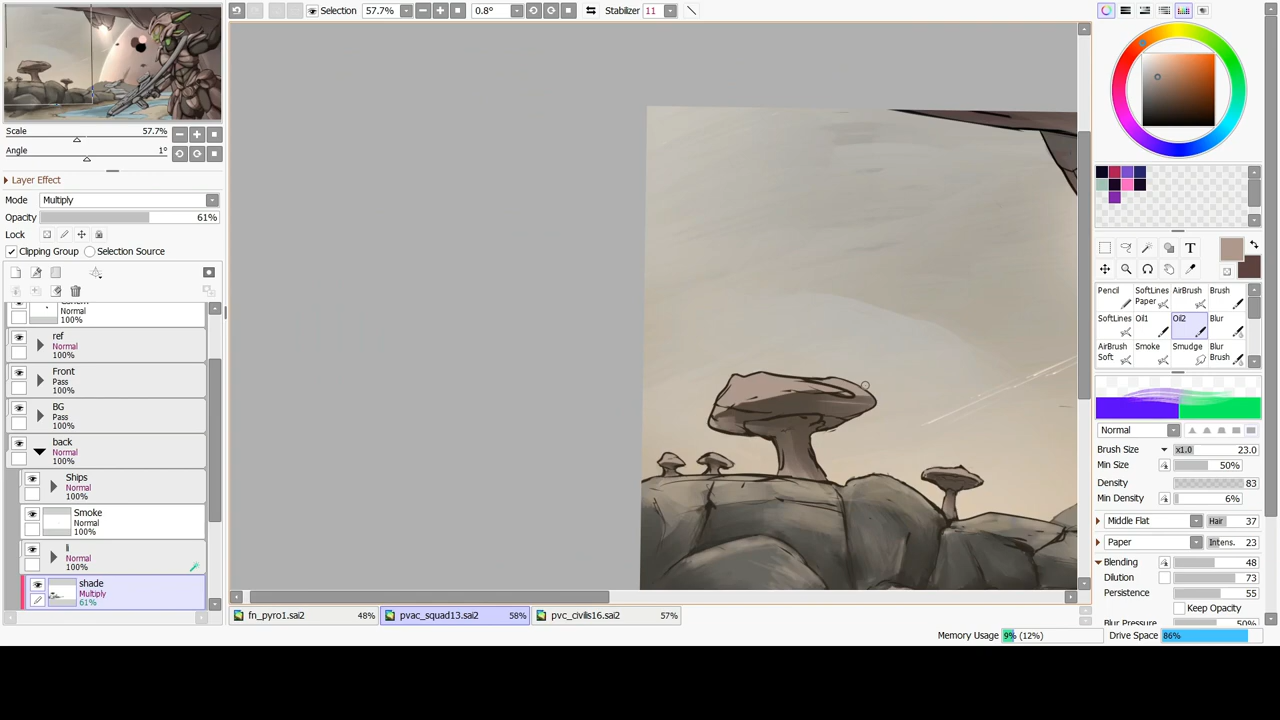 Selection 57.7% 0.8° Stabilizer 11
Scale 57.7%
Angle 1°
Layer Effect
Mode Multiply
Opacity 61%
Lock
Clipping Group Selection Source
Normal
100%
ref
Normal
100%
Front
Pass
100%
BG
Pass
100%
back
Normal
100%
Ships
Normal
100%
Smoke
Normal
100%
Normal
100%
shade
Multiply
61%
fn_pyro1.sai2 48% pvac_squad13.sai2 58% pvc_civilis16.sai2 57%
Memory Usage 9% (12%) Drive Space 86%
T
Pencil SoftLines Paper AirBrush Brush
SoftLines Oil1 Oil2 Blur
AirBrush Soft Smoke Smudge Blur Brush
Normal
Brush Size x1.0 23.0
Min Size 50%
Density 83
Min Density 6%
Middle Flat Hair 37
Paper Intens. 23
Blending 48
Dilution 73
Persistence 55
Keep Opacity
Blur Pressure 50%